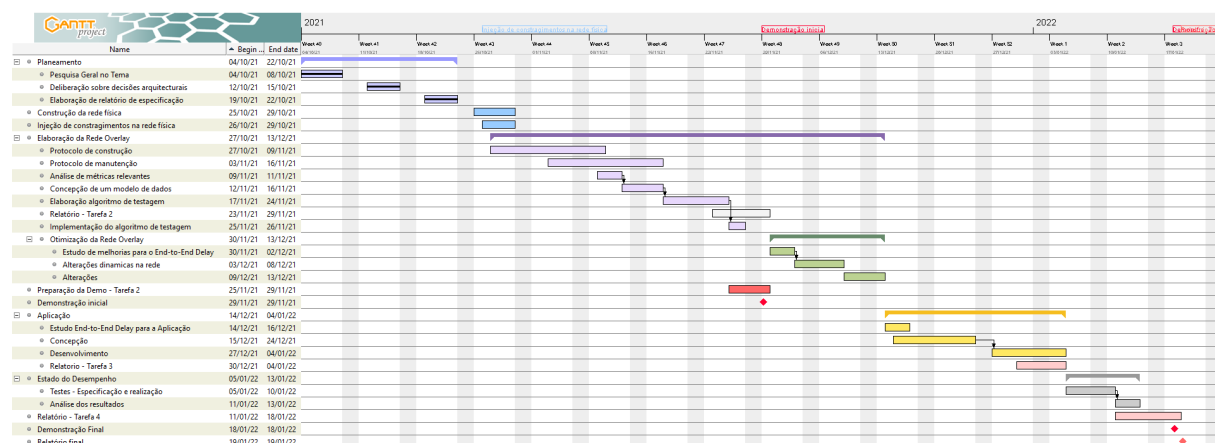 GANTT
project
2021
2022
Injeção de constragimentos na rede física
Demonstração inicial
Name
Begin ...
End date
Week 40
Week 41
Week 42
Week 43
Week 44
Week 45
Week 46
Week 47
Week 48
Week 49
Week 50
Week 51
Week 52
Week 1
Week 2
Week 3
Planeamento 04/10/21 22/10/21
Pesquisa Geral no Tema 04/10/21 08/10/21
Deliberação sobre decisões arquitecturais 12/10/21 15/10/21
Elaboração de relatório de especificação 19/10/21 22/10/21
Construção da rede física 25/10/21 29/10/21
Injeção de constragimentos na rede física 26/10/21 29/10/21
Elaboração da Rede Overlay 27/10/21 13/12/21
Protocolo de construção 27/10/21 09/11/21
Protocolo de manutenção 03/11/21 16/11/21
Análise de métricas relevantes 09/11/21 11/11/21
Concepção de um modelo de dados 12/11/21 16/11/21
Elaboração algoritmo de testagem 17/11/21 24/11/21
Relatório - Tarefa 2 23/11/21 29/11/21
Implementação do algoritmo de testagem 25/11/21 26/11/21
Otimização da Rede Overlay 30/11/21 13/12/21
Estudo de melhorias para o End-to-End Delay 30/11/21 02/12/21
Alterações dinamicas na rede 03/12/21 08/12/21
Alterações 09/12/21 13/12/21
Preparação da Demo - Tarefa 2 25/11/21 29/11/21
Demonstração inicial 29/11/21 29/11/21
Aplicação 14/12/21 04/01/22
Estudo End-to-End Delay para a Aplicação 14/12/21 16/12/21
Concepção 15/12/21 24/12/21
Desenvolvimento 27/12/21 04/01/22
Relatorio - Tarefa 3 30/12/21 04/01/22
Estado do Desempenho 05/01/22 13/01/22
Testes - Especificação e realização 05/01/22 10/01/22
Análise dos resultados 11/01/22 13/01/22
Relatório - Tarefa 4 11/01/22 18/01/22
Demonstração Final 18/01/22 18/01/22
Relatório final 19/01/22 19/01/22